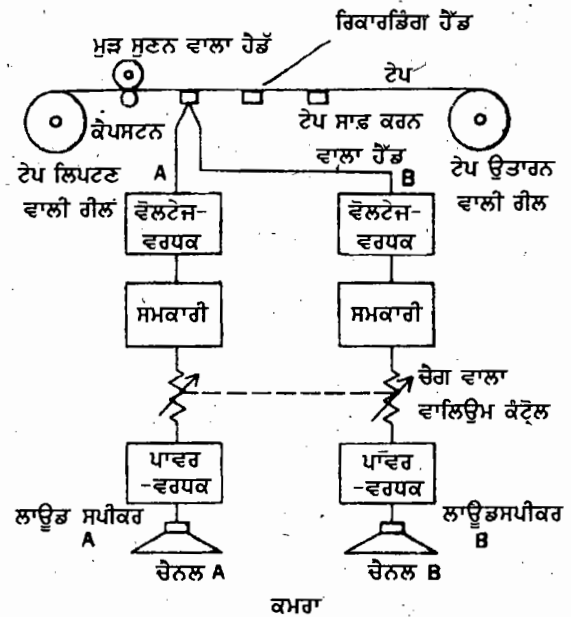 ਰਿਕਾਰਡਿੰਗ ਹੈੱਡ
ਮੁੜ ਸੁਣਨ ਵਾਲਾ ਹੈਡੱ
ਟੇਪ
ਕੈਪਸਟਨ
ਟੇਪ ਸਾਫ਼ ਕਰਨ
ਵਾਲਾ ਹੈੱਡ
ਟੇਪ ਲਿਪਟਣ
ਵਾਲੀ ਰੀਲਂ
ਟੇਪ ਉਤਾਰਨ
ਵਾਲੀ ਰੀਲ
A
B
ਵੋਲਟੇਜ-
ਵਰਧਕ
ਵੋਲਟੇਜ-
ਵਰਧਕ
ਸਮਕਾਰੀ
ਸਮਕਾਰੀ
ਚੈਗ ਵਾਲਾ
ਵਾਲਿਉਮ ਕੰਟ੍ਰੋਲ
ਪਾਵਰ
-ਵਰਧਕ
ਪਾੱਵਰ
-ਵਰਧਕ
ਲਾਊਡ ਸਪੀਕਰ
A
ਲਾਊਡਸਪੀਕਰ
B
ਚੈਨਲ A
ਚੈਨਲ B
ਕਮਰਾ